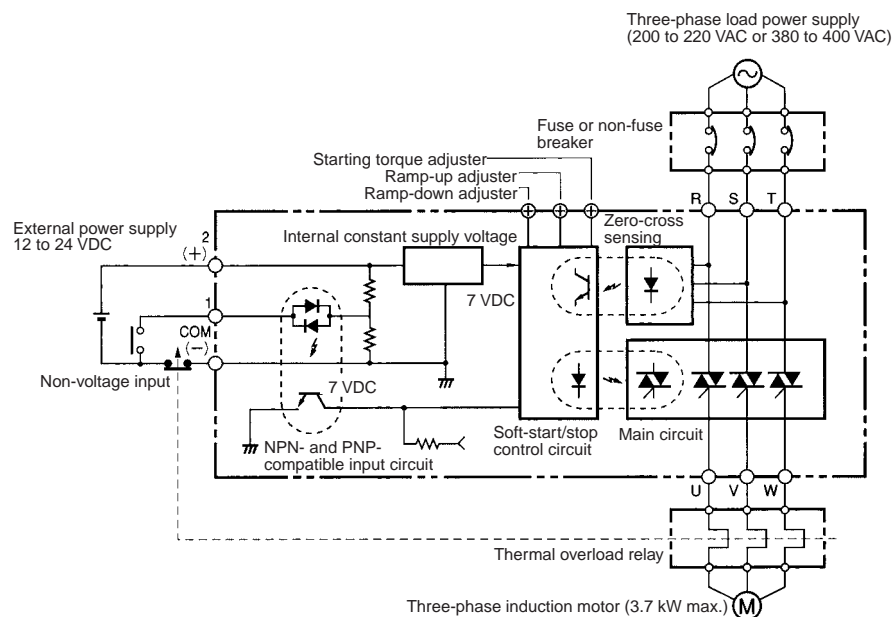 Three-phase load power supply
(200 to 220 VAC or 380 to 400 VAC)
Fuse or non-fuse
breaker
Starting torque adjuster
Ramp-up adjuster
Ramp-down adjuster
R
S
T
External power supply
12 to 24 VDC
2
(+)
Internal constant supply voltage
Zero-cross
sensing
7 VDC
1
COM
(−)
Non-voltage input
7 VDC
NPN- and PNP-
compatible input circuit
Soft-start/stop
control circuit
Main circuit
U
V
W
Thermal overload relay
Three-phase induction motor (3.7 kW max.)
M